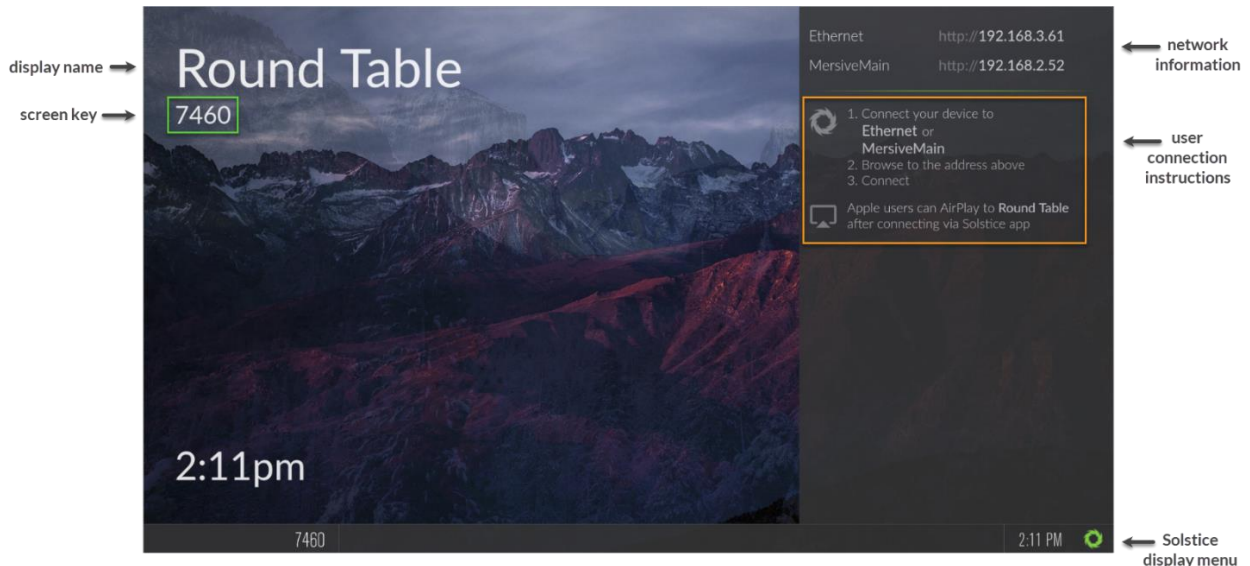 display name
screen key
Round Table
7460
2:11pm
7460
Ethernet http://192.168.3.61
MersiveMain http://192.168.2.52
1. Connect your device to
Ethernet or
MersiveMain
2. Browse to the address above
3. Connect
Apple users can AirPlay to Round Table
after connecting via Solstice app
2:11 PM
network
information
user
connection
instructions
Solstice
display menu